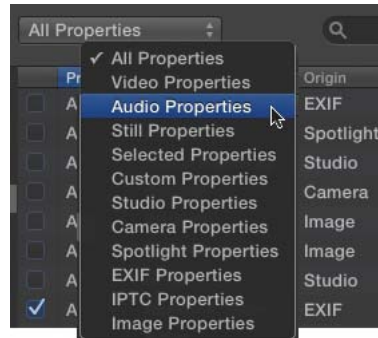 All Properties
✓ All Properties
Pr
Video Properties
Origin
A
Audio Properties
EXIF
A
Still Properties
Spotlight
A
Selected Properties
Studio
A
Custom Properties
Camera
A
Studio Properties
Image
A
Camera Properties
Image
A
Spotlight Properties
Studio
A
EXIF Properties
EXIF
IPTC Properties
Image Properties